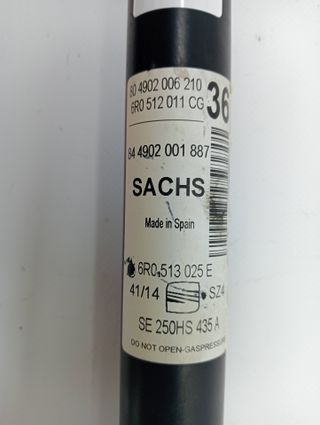 80 4902 006 210
6R0 512 011 CG
36
84 4902 001 887
SACHS
Made in Spain
6R0 513 025 E
41/14
SZ4
SE 250HS 435 A
DO NOT OPEN-GASPRESSURE